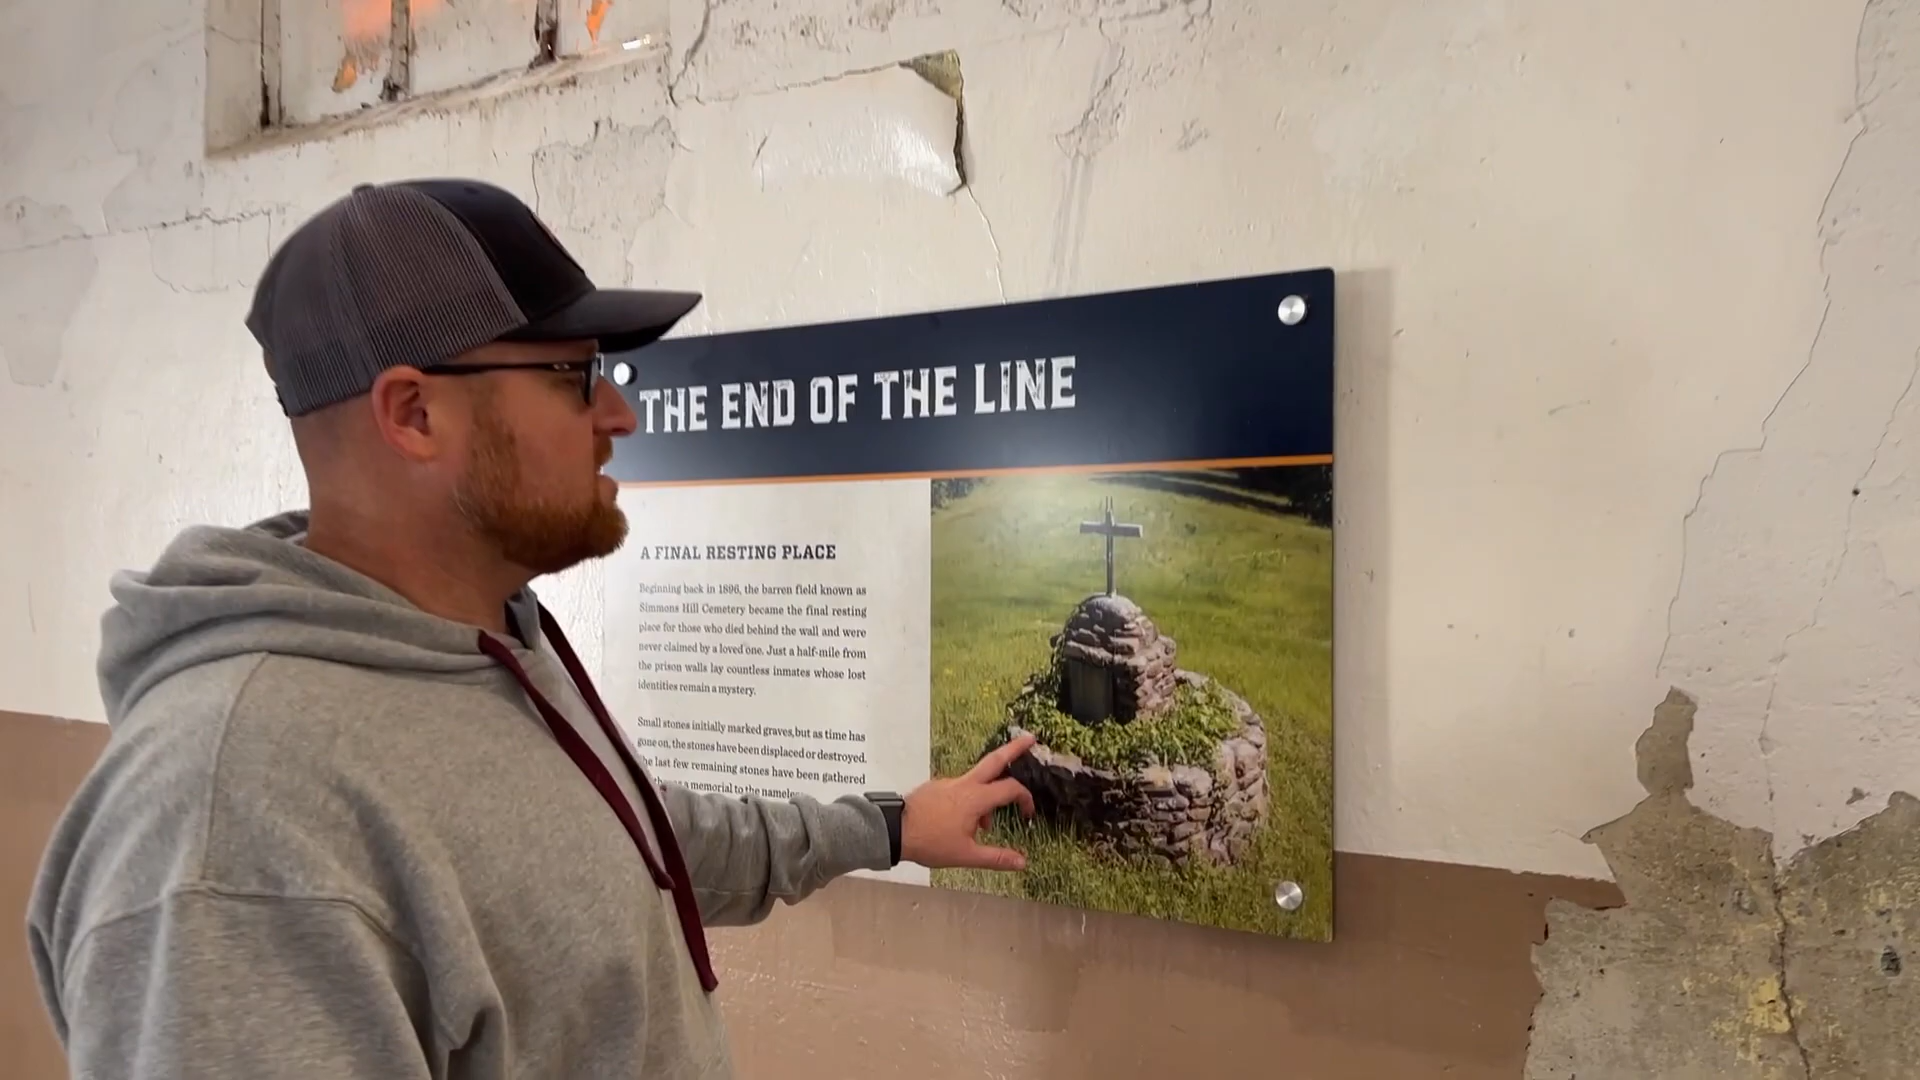 THE END OF THE LINE
A FINAL RESTING PLACE
Beginning back in 1896, the barren field known as
Simmons Hill Cemetery became the final resting
place for those who died behind the wall and were
never claimed by a loved one. Just a half-mile from
the prison walls lay countless inmates whose lost
identities remain a mystery.
Small stones initially marked graves, but as time has
gone on, the stones have been displaced or destroyed.
last few remaining stones have been gathered
a memorial to the